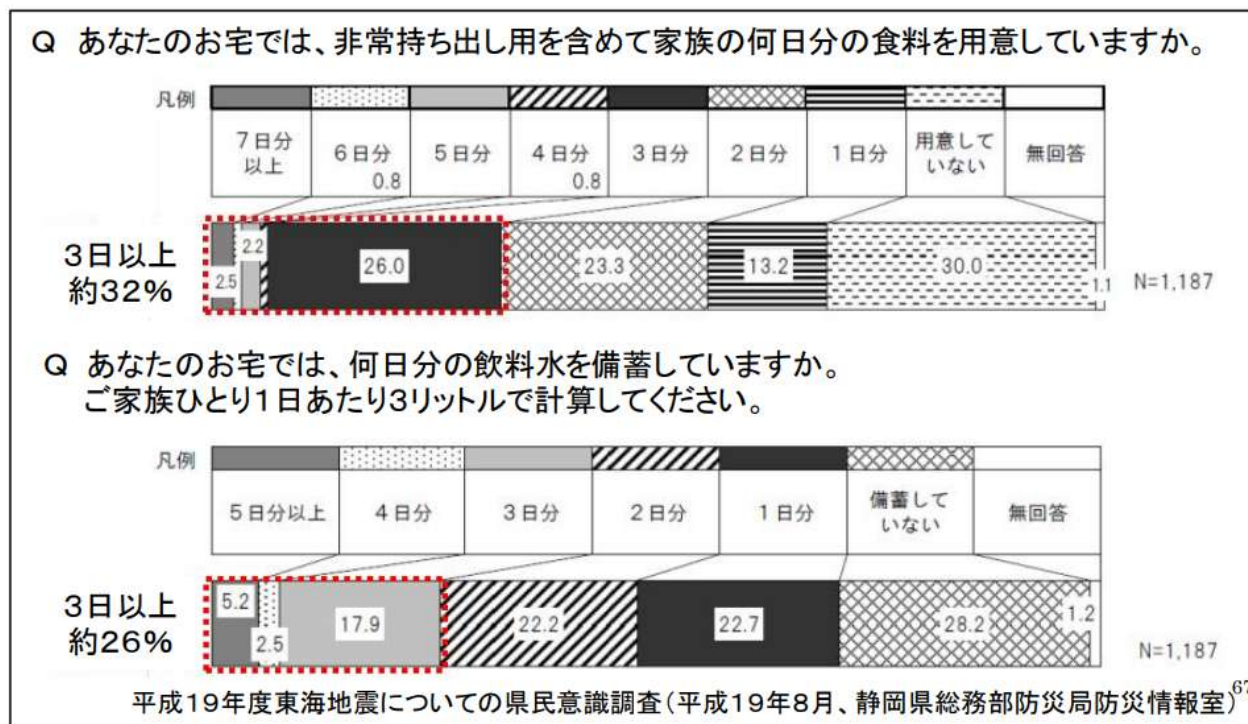 Q あなたのお宅では、非常持ち出し用を含めて家族の何日分の食料を用意していますか。
凡例
7日分以上
6日分
0.8
5日分
4日分
0.8
3日分
2日分
1日分
用意していない
無回答
3日以上
約32%
2.5
2.2
26.0
23.3
13.2
30.0
1.1
N=1,187
Q あなたのお宅では、何日分の飲料水を備蓄していますか。
ご家族ひとり1日あたり3リットルで計算してください。
凡例
5日分以上
4日分
3日分
2日分
1日分
備蓄していない
無回答
3日以上
約26%
5.2
2.5
17.9
22.2
22.7
28.2
1.2
N=1,187
平成19年度東海地震についての県民意識調査(平成19年8月、静岡県総務部防災局防災情報室)
67